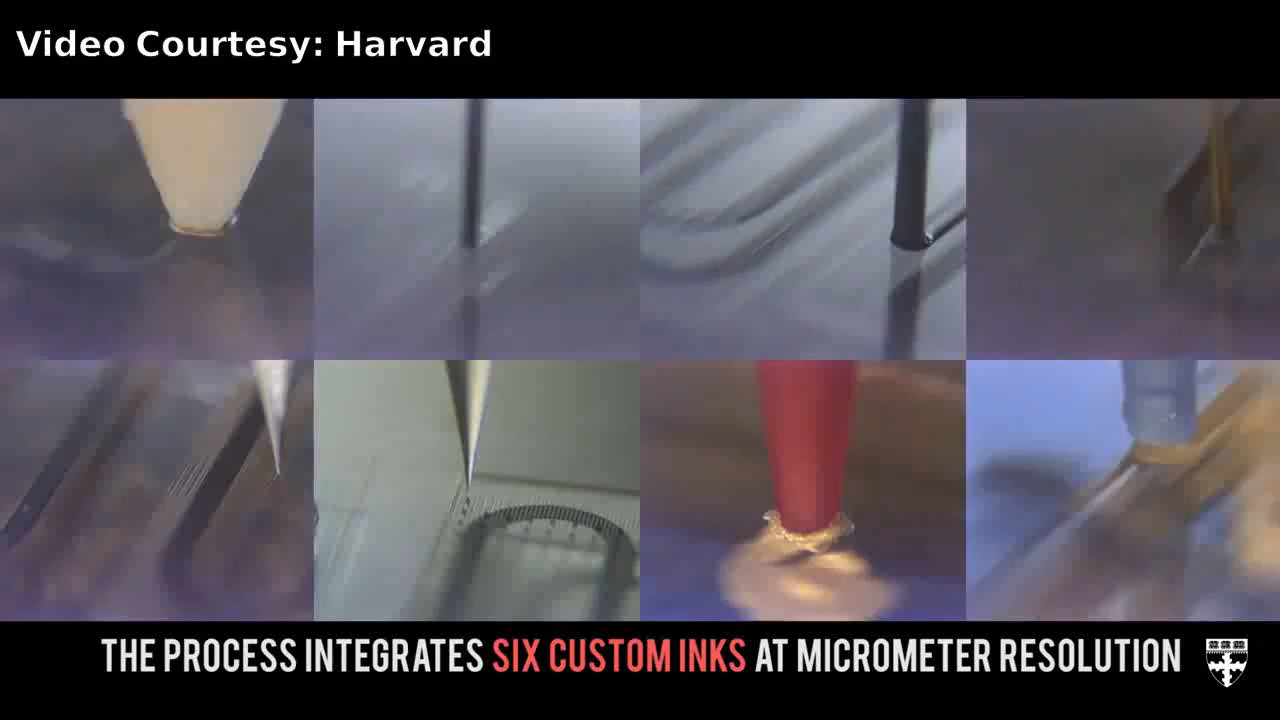 Video Courtesy: Harvard
THE PROCESS INTEGRATES SIX CUSTOM INKS AT MICROMETER RESOLUTION